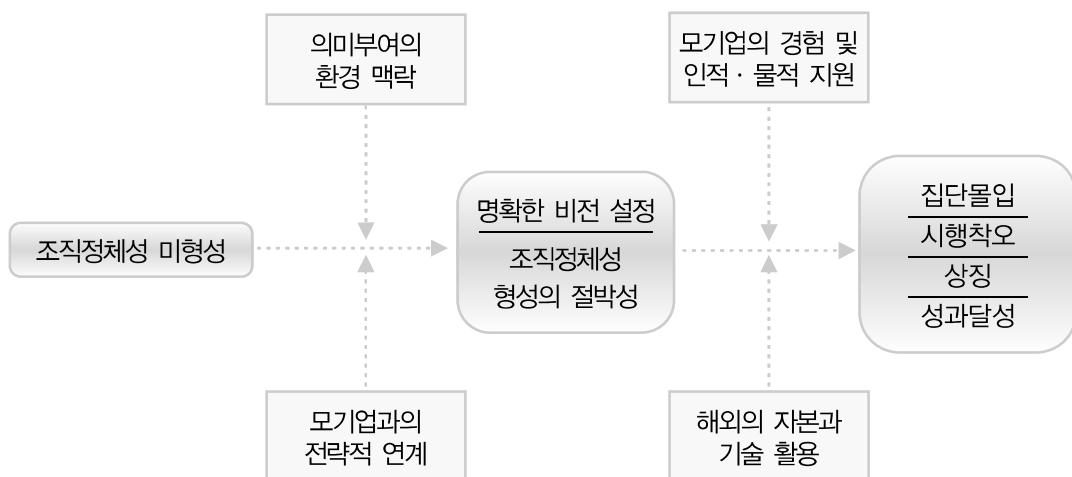 의미부여의
환경 맥락
모기업의 경험 및
인적 · 물적 지원
조직정체성 미형성
명확한 비전 설정
조직정체성
형성의 절박성
집단몰입
시행착오
상징
성과달성
모기업과의
전략적 연계
해외의 자본과
기술 활용